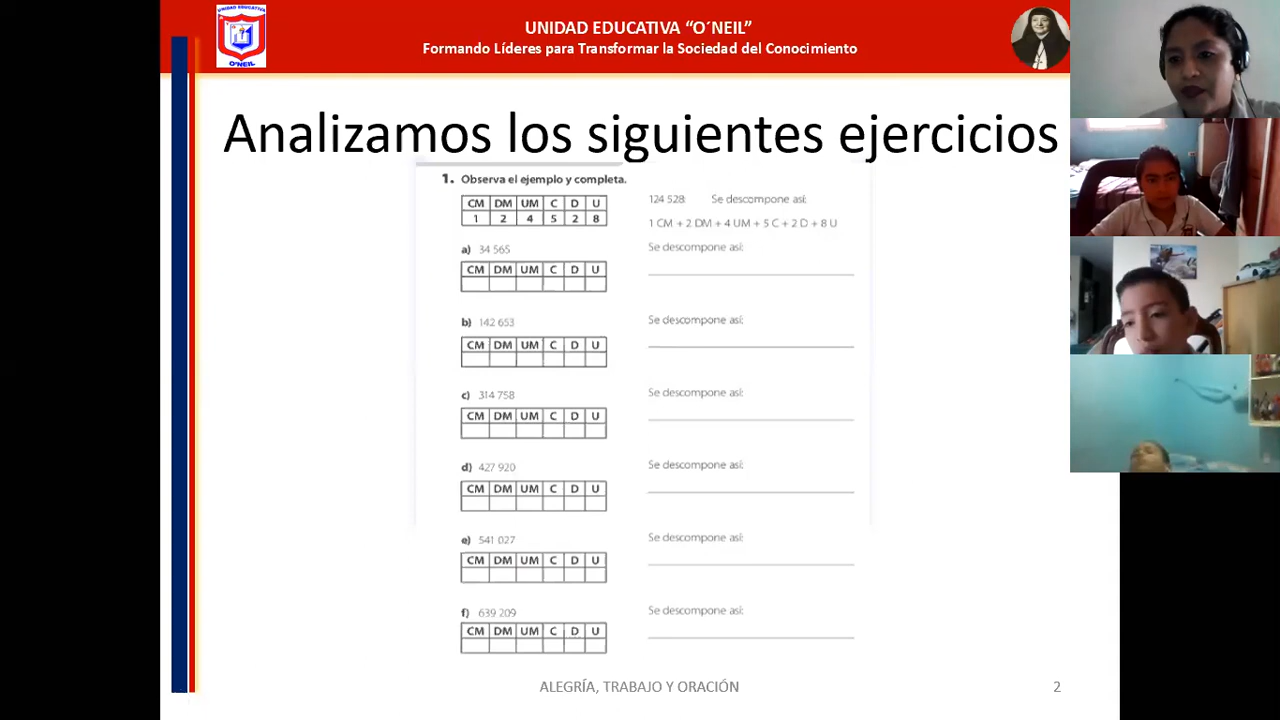 UNIDAD EDUCATIVA
O´NEIL
UNIDAD EDUCATIVA “O´NEIL”
Formando Líderes para Transformar la Sociedad del Conocimiento
Analizamos los siguientes ejercicios
1. Observa el ejemplo y completa.
CM DM UM C D U
1 2 4 5 2 8
124 528: Se descompone así:
1 CM + 2 DM + 4 UM + 5 C + 2 D + 8 U
a) 34 565 Se descompone así:
CM DM UM C D U
b) 142 653 Se descompone así:
CM DM UM C D U
c) 314 758 Se descompone así:
CM DM UM C D U
d) 427 920 Se descompone así:
CM DM UM C D U
e) 541 027 Se descompone así:
CM DM UM C D U
f) 639 209 Se descompone así:
CM DM UM C D U
ALEGRÍA, TRABAJO Y ORACIÓN 2